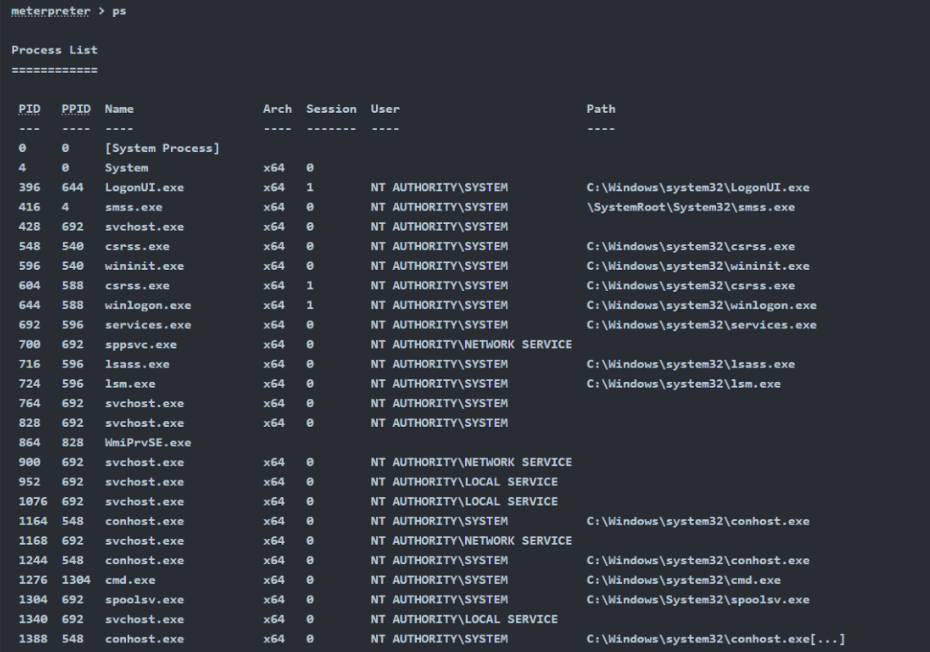 meterpreter > ps
Process List
============
PID PPID Name Arch Session User Path
--- ---- ---- ---- ------- ---- ----
0 0 [System Process]
4 0 System x64 0
396 644 LogonUI.exe x64 1 NT AUTHORITY\SYSTEM C:\Windows\system32\LogonUI.exe
416 4 smss.exe x64 0 NT AUTHORITY\SYSTEM \SystemRoot\System32\smss.exe
428 692 svchost.exe x64 0 NT AUTHORITY\SYSTEM
548 540 csrss.exe x64 0 NT AUTHORITY\SYSTEM C:\Windows\system32\csrss.exe
596 540 wininit.exe x64 0 NT AUTHORITY\SYSTEM C:\Windows\system32\wininit.exe
604 588 csrss.exe x64 1 NT AUTHORITY\SYSTEM C:\Windows\system32\csrss.exe
644 588 winlogon.exe x64 1 NT AUTHORITY\SYSTEM C:\Windows\system32\winlogon.exe
692 596 services.exe x64 0 NT AUTHORITY\SYSTEM C:\Windows\system32\services.exe
700 692 sppsvc.exe x64 0 NT AUTHORITY\NETWORK SERVICE
716 596 lsass.exe x64 0 NT AUTHORITY\SYSTEM C:\Windows\system32\lsass.exe
724 596 lsm.exe x64 0 NT AUTHORITY\SYSTEM C:\Windows\system32\lsm.exe
764 692 svchost.exe x64 0 NT AUTHORITY\SYSTEM
828 692 svchost.exe x64 0 NT AUTHORITY\SYSTEM
864 828 WmiPrvSE.exe
900 692 svchost.exe x64 0 NT AUTHORITY\NETWORK SERVICE
952 692 svchost.exe x64 0 NT AUTHORITY\LOCAL SERVICE
1076 692 svchost.exe x64 0 NT AUTHORITY\LOCAL SERVICE
1164 548 conhost.exe x64 0 NT AUTHORITY\SYSTEM C:\Windows\system32\conhost.exe
1168 692 svchost.exe x64 0 NT AUTHORITY\NETWORK SERVICE
1244 548 conhost.exe x64 0 NT AUTHORITY\SYSTEM C:\Windows\system32\conhost.exe
1276 1304 cmd.exe x64 0 NT AUTHORITY\SYSTEM C:\Windows\system32\cmd.exe
1304 692 spoolsv.exe x64 0 NT AUTHORITY\SYSTEM C:\Windows\System32\spoolsv.exe
1340 692 svchost.exe x64 0 NT AUTHORITY\LOCAL SERVICE
1388 548 conhost.exe x64 0 NT AUTHORITY\SYSTEM C:\Windows\system32\conhost.exe[...]